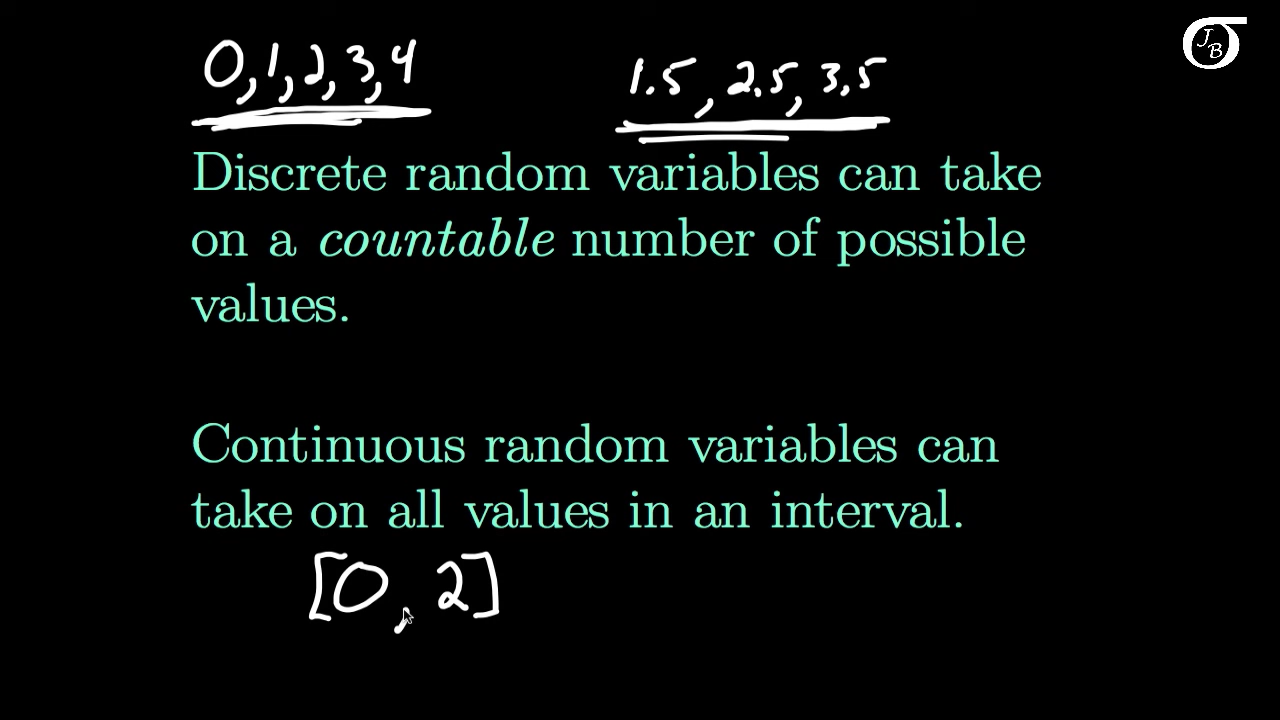 0, 1, 2, 3, 4 1.5, 2.5, 3.5
JB
Discrete random variables can take
on a countable number of possible
values.
Continuous random variables can
take on all values in an interval.
[0, 2]